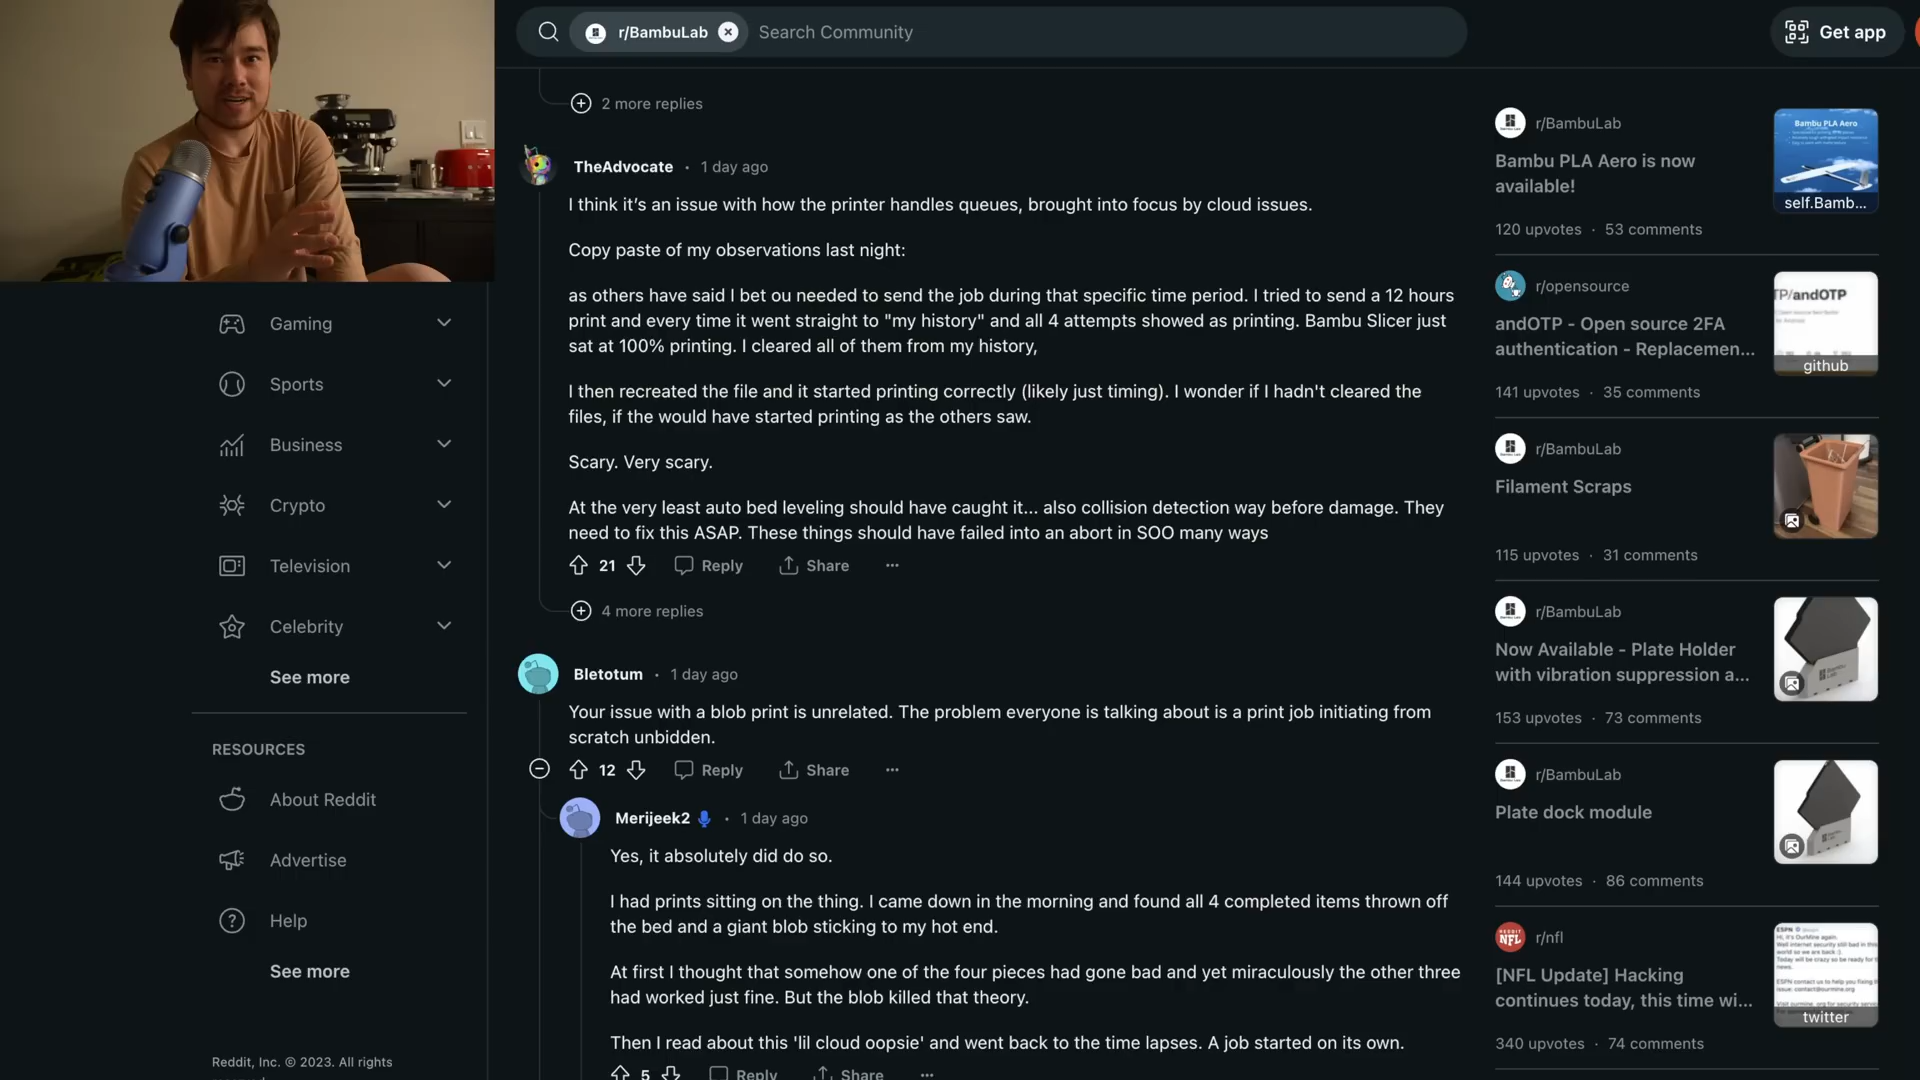 r/BambuLab
Search Community
Get app
2 more replies
TheAdvocate · 1 day ago
I think it’s an issue with how the printer handles queues, brought into focus by cloud issues.
Copy paste of my observations last night:
as others have said I bet ou needed to send the job during that specific time period. I tried to send a 12 hours
print and every time it went straight to "my history" and all 4 attempts showed as printing. Bambu Slicer just
sat at 100% printing. I cleared all of them from my history,
I then recreated the file and it started printing correctly (likely just timing). I wonder if I hadn't cleared the
files, if the would have started printing as the others saw.
Scary. Very scary.
At the very least auto bed leveling should have caught it... also collision detection way before damage. They
need to fix this ASAP. These things should have failed into an abort in SOO many ways
21
Reply
Share
4 more replies
Bletotum · 1 day ago
Your issue with a blob print is unrelated. The problem everyone is talking about is a print job initiating from
scratch unbidden.
12
Reply
Share
Merijeek2 · 1 day ago
Yes, it absolutely did do so.
I had prints sitting on the thing. I came down in the morning and found all 4 completed items thrown off
the bed and a giant blob sticking to my hot end.
At first I thought that somehow one of the four pieces had gone bad and yet miraculously the other three
had worked just fine. But the blob killed that theory.
Then I read about this 'lil cloud oopsie' and went back to the time lapses. A job started on its own.
5
Reply
Share
Gaming
Sports
Business
Crypto
Television
Celebrity
See more
RESOURCES
About Reddit
Advertise
Help
See more
Reddit, Inc. © 2023. All rights
r/BambuLab
Bambu PLA Aero is now
available!
120 upvotes · 53 comments
Bambu PLA Aero
self.Bamb...
r/opensource
andOTP - Open source 2FA
authentication - Replacemen...
141 upvotes · 35 comments
TP/andOTP
github
r/BambuLab
Filament Scraps
115 upvotes · 31 comments
r/BambuLab
Now Available - Plate Holder
with vibration suppression a...
153 upvotes · 73 comments
r/BambuLab
Plate dock module
144 upvotes · 86 comments
r/nfl
[NFL Update] Hacking
continues today, this time wi...
340 upvotes · 74 comments
twitter